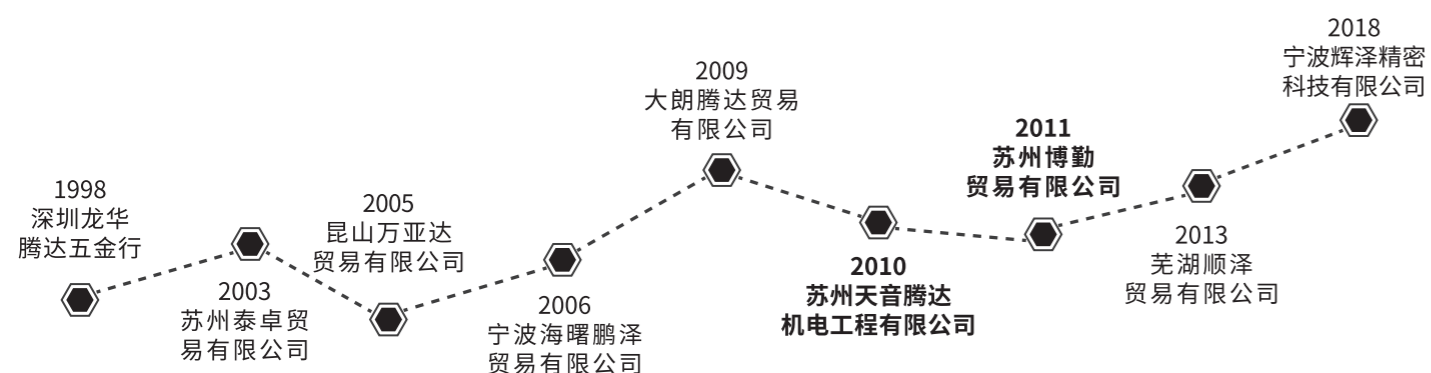 1998
深圳龙华
腾达五金行
2003
苏州泰卓贸
易有限公司
2005
昆山万亚达
贸易有限公司
2006
宁波海曙鹏泽
贸易有限公司
2009
大朗腾达贸易
有限公司
2010
苏州天音腾达
机电工程有限公司
2011
苏州博勤
贸易有限公司
2013
芜湖顺泽
贸易有限公司
2018
宁波辉泽精密
科技有限公司